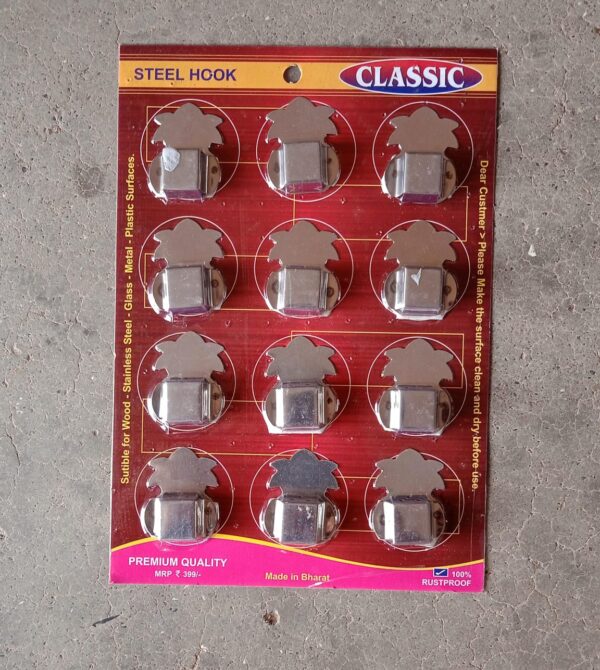 STEEL HOOK
CLASSIC
Sutible for Wood - Stainless Steel - Glass - Metal - Plastic Surfaces.
Dear Custmer > Please Make the surface clean and dry before use.
PREMIUM QUALITY
MRP ₹ 399/-
Made in Bharat
100%
RUSTPROOF